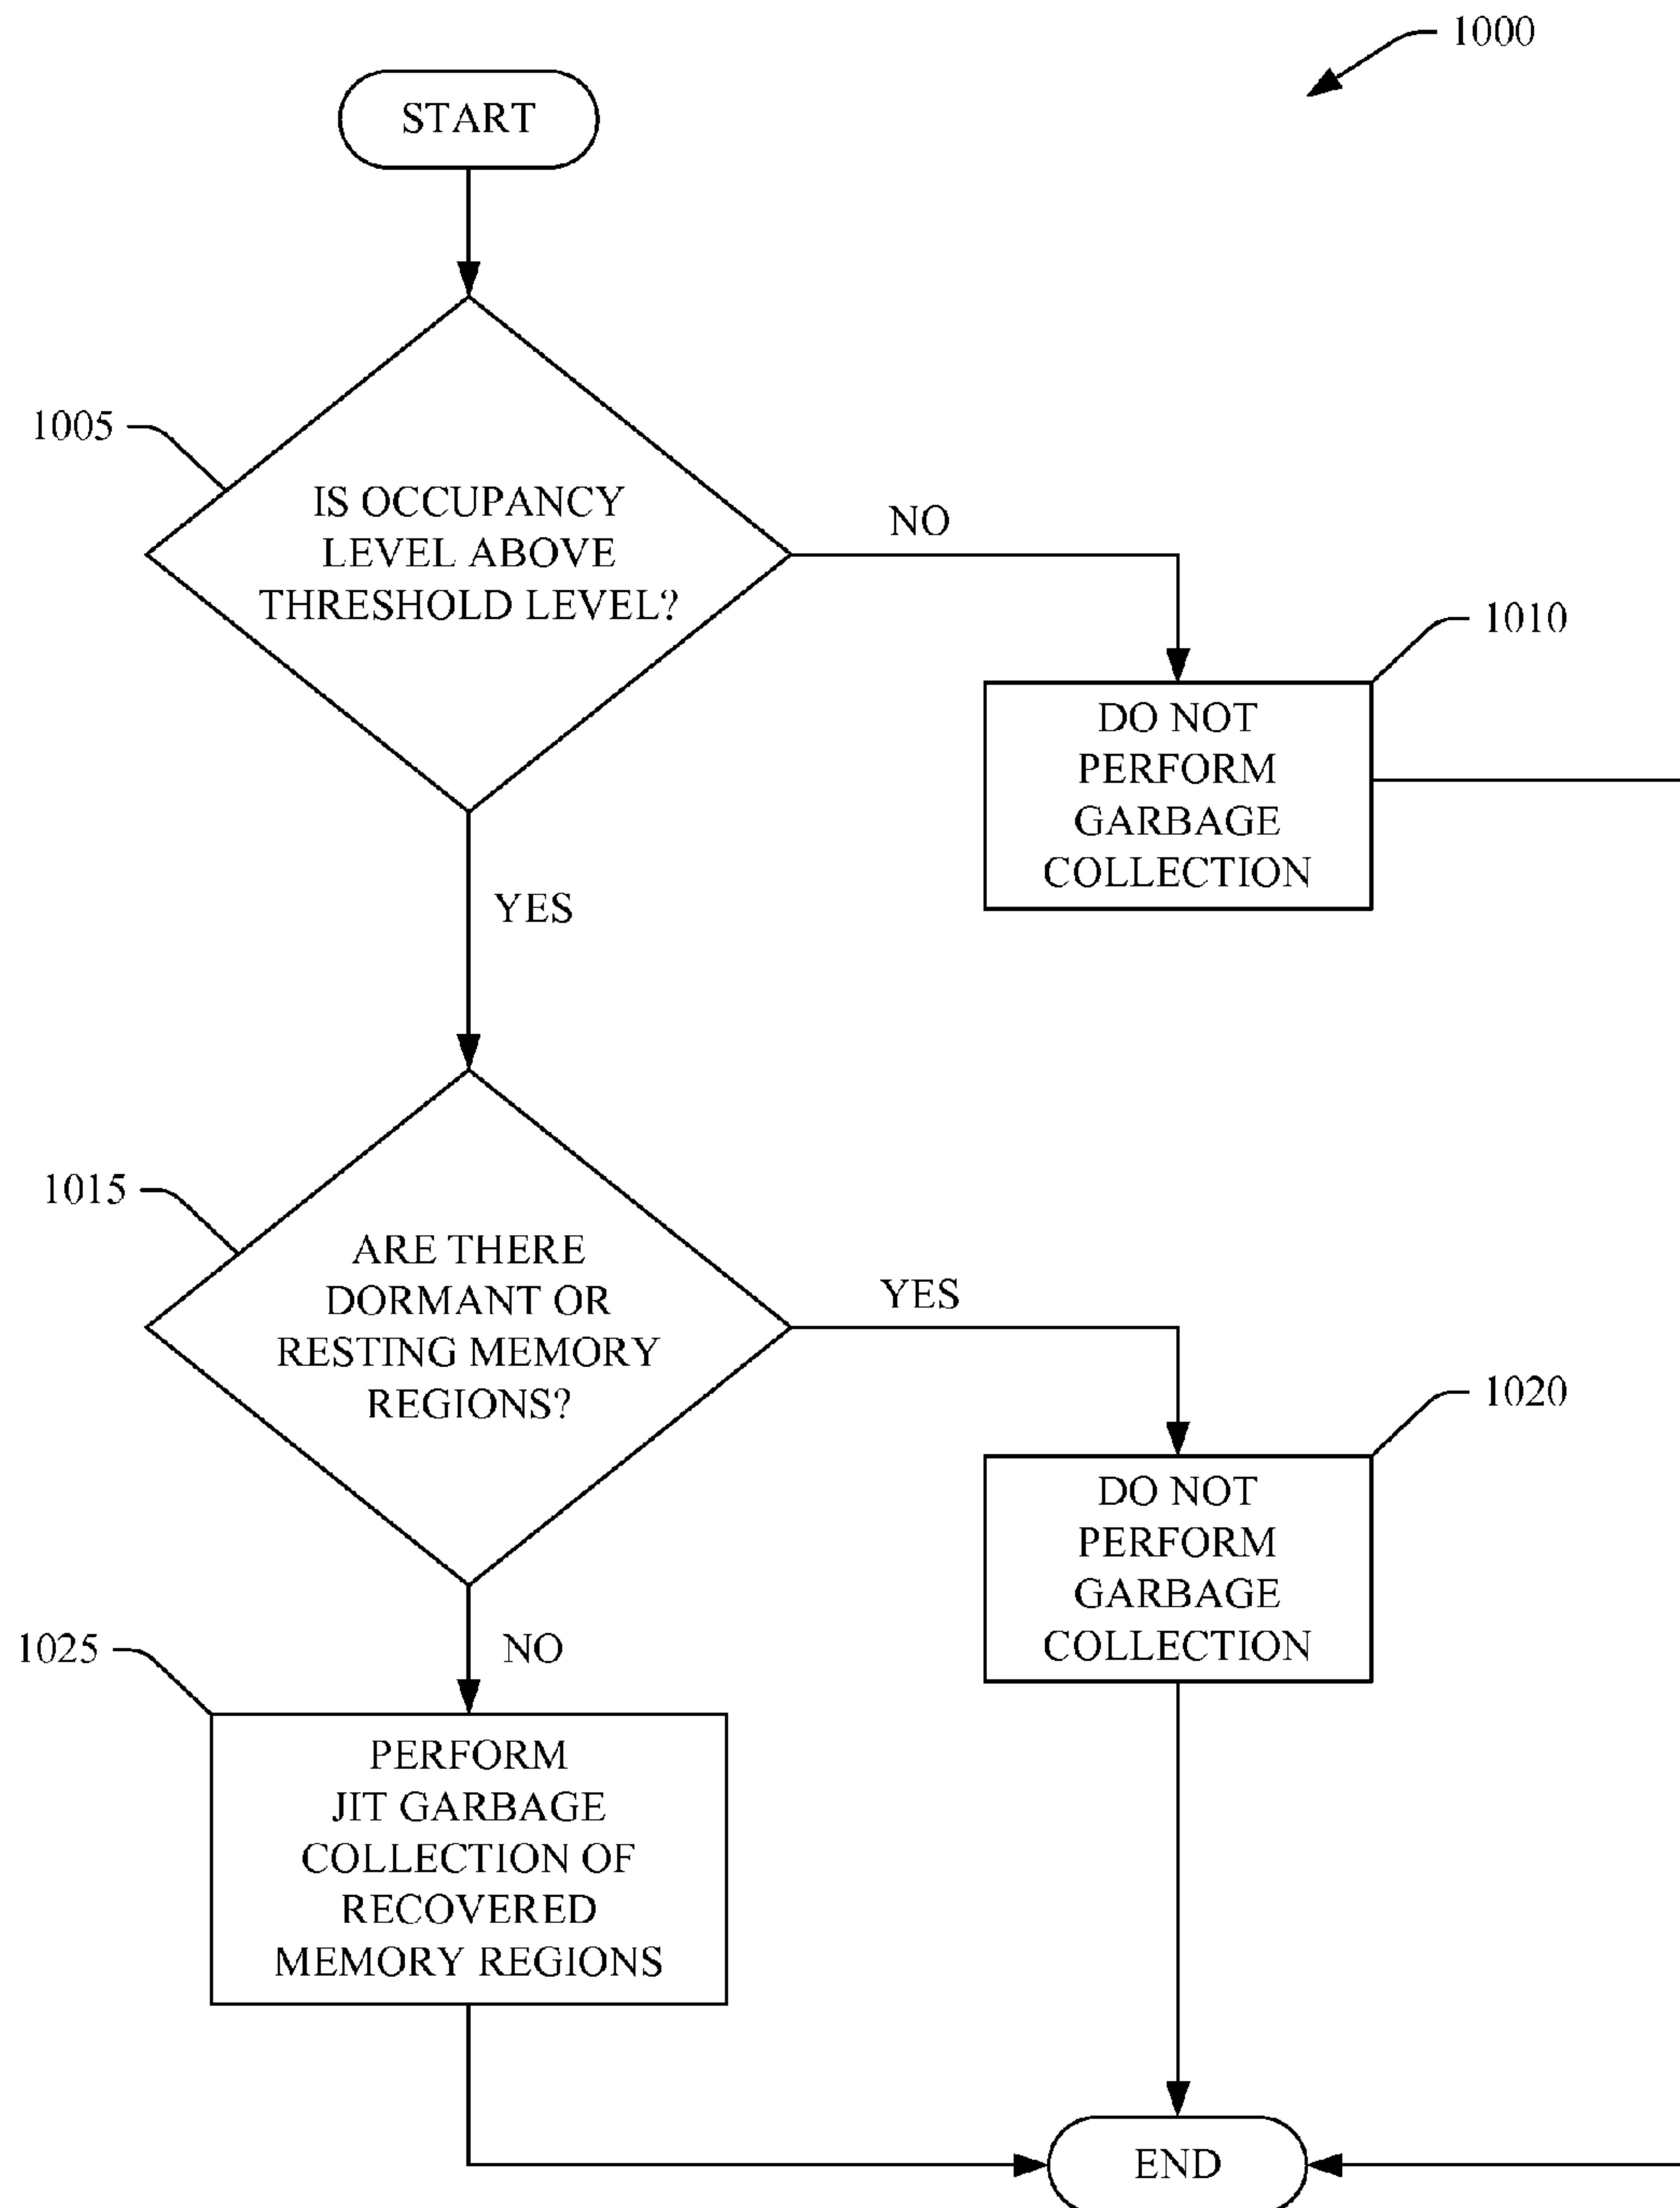 1000
START
1005
IS OCCUPANCY
LEVEL ABOVE
THRESHOLD LEVEL?
NO
1010
DO NOT
PERFORM
GARBAGE
COLLECTION
YES
1015
ARE THERE
DORMANT OR
RESTING MEMORY
REGIONS?
YES
1020
DO NOT
PERFORM
GARBAGE
COLLECTION
NO
1025
PERFORM
JIT GARBAGE
COLLECTION OF
RECOVERED
MEMORY REGIONS
END